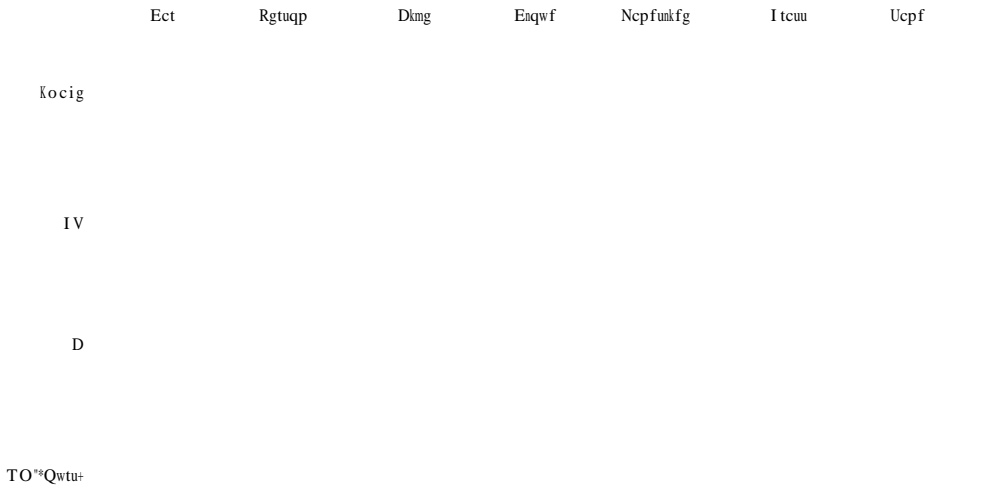 Ect Rgtuqp Dkmg Enqwf Ncpfunkfg Itcuu Ucpf
Kocig
IV
D
TO"*Qwtu+